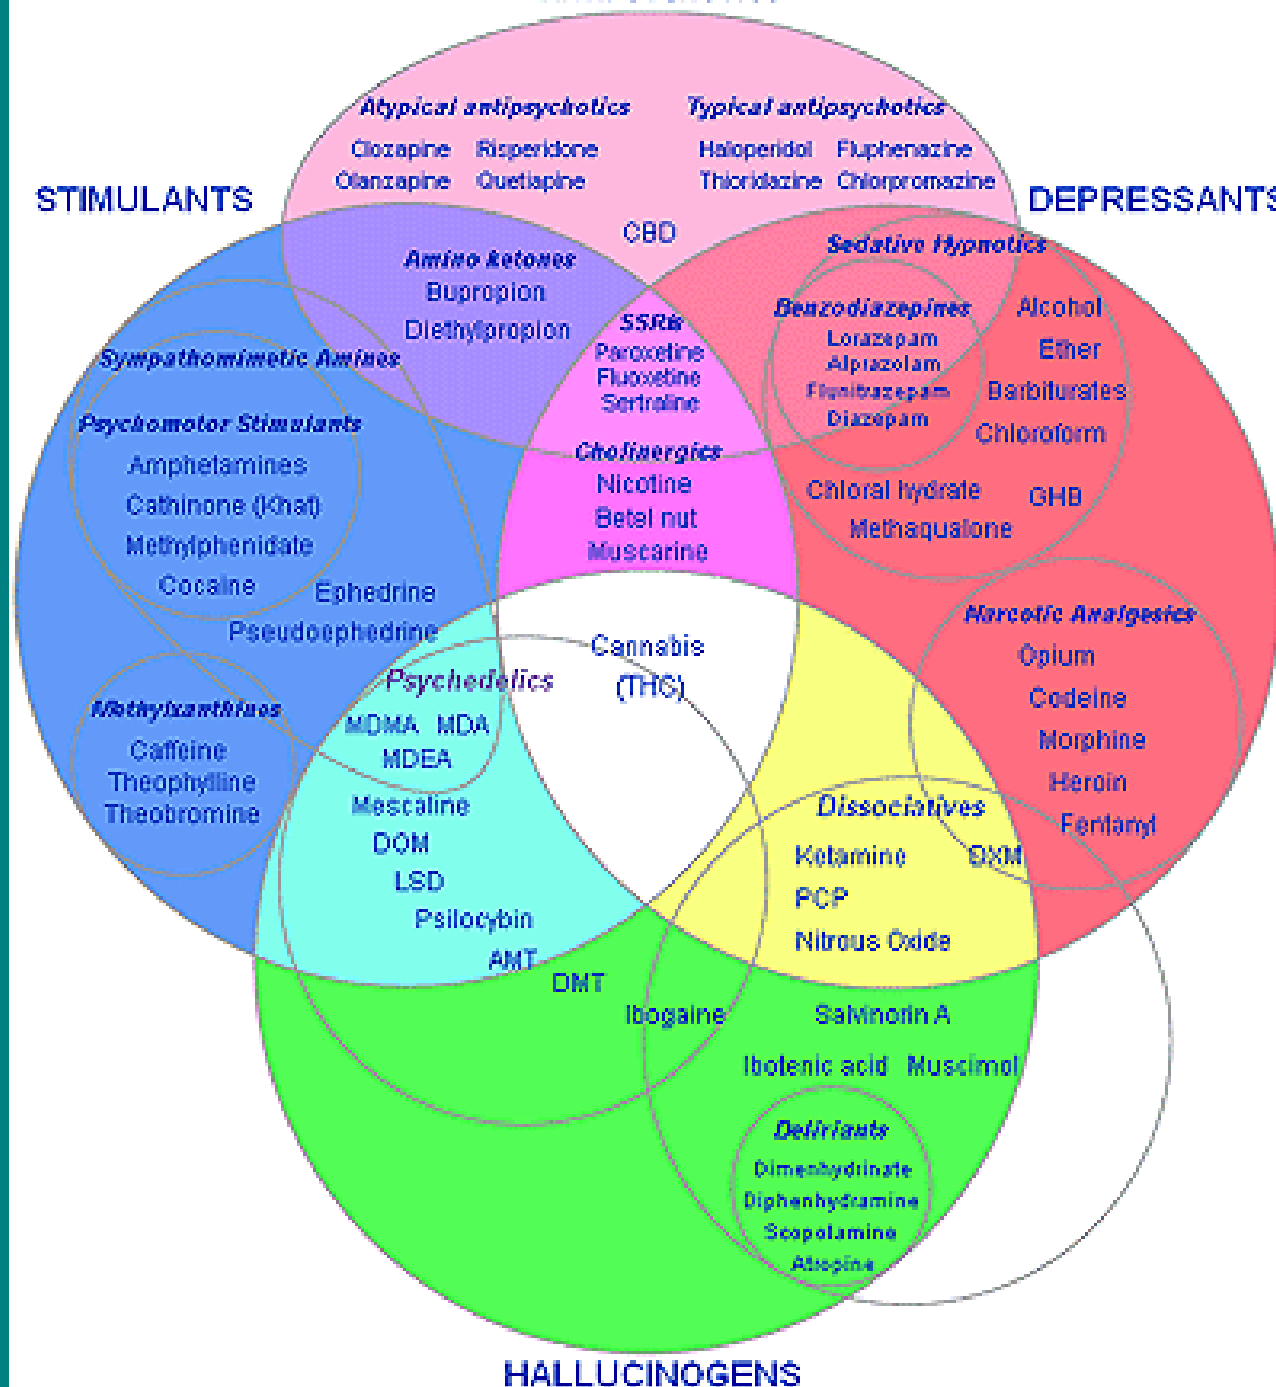 Atypical antipsychotics
Typical antipsychotics
Clozapine Risperidone
Olanzapine Quetiapine
Haloperidol Fluphenazine
Thioridazine Chlorpromazine
CBD
STIMULANTS
DEPRESSANTS
Amino ketones
Bupropion
Diethylpropion
SSRIs
Paroxetine
Fluoxetine
Sertraline
Cholinergics
Nicotine
Betel nut
Muscarine
Sedative Hypnotics
Benzodiazepines
Lorazepam
Alprazolam
Flunitrazepam
Diazepam
Alcohol
Ether
Barbiturates
Chloroform
Chloral hydrate
GHB
Methaqualone
Sympathomimetic Amines
Psychomotor Stimulants
Amphetamines
Cathinone (Khat)
Methylphenidate
Cocaine
Ephedrine
Pseudoephedrine
Methylxanthines
Caffeine
Theophylline
Theobromine
Cannabis
(THC)
Psychedelics
MDMA MDA
MDEA
Mescaline
DOM
LSD
Psilocybin
AMT
DMT
Ibogaine
Narcotic Analgesics
Opium
Codeine
Morphine
Heroin
Fentanyl
Dissociatives
Ketamine
DXM
PCP
Nitrous Oxide
Salvinorin A
Ibotenic acid Muscimol
Deliriants
Dimenhydrinate
Diphenhydramine
Scopolamine
Atropine
HALLUCINOGENS